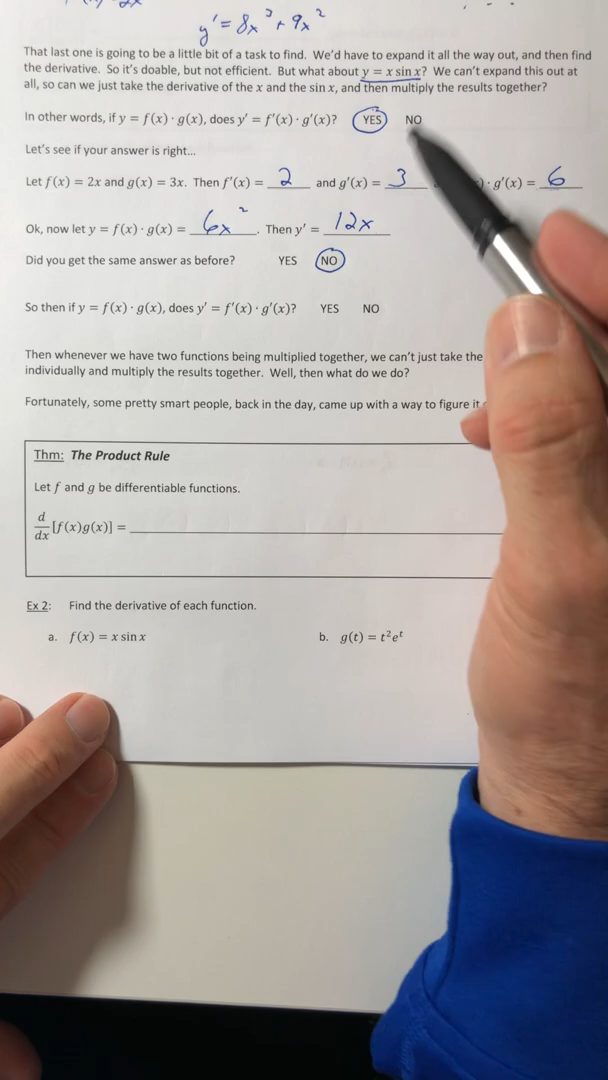 y' = 8x³ + 9x²
That last one is going to be a little bit of a task to find. We'd have to expand it all the way out, and then find
the derivative. So it's doable, but not efficient. But what about y = x sin x? We can't expand this out at
all, so can we just take the derivative of the x and the sin x, and then multiply the results together?
In other words, if y = f(x) · g(x), does y' = f'(x) · g'(x)? YES NO
Let's see if your answer is right...
Let f(x) = 2x and g(x) = 3x. Then f'(x) = 2 and g'(x) = 3 · g'(x) = 6
Ok, now let y = f(x) · g(x) = 6x². Then y' = 12x
Did you get the same answer as before? YES NO
So then if y = f(x) · g(x), does y' = f'(x) · g'(x)? YES NO
Then whenever we have two functions being multiplied together, we can't just take the
individually and multiply the results together. Well, then what do we do?
Fortunately, some pretty smart people, back in the day, came up with a way to figure it
Thm: The Product Rule
Let f and g be differentiable functions.
d/dx [f(x)g(x)] =
Ex 2: Find the derivative of each function.
a. f(x) = x sin x b. g(t) = t²eᵗ